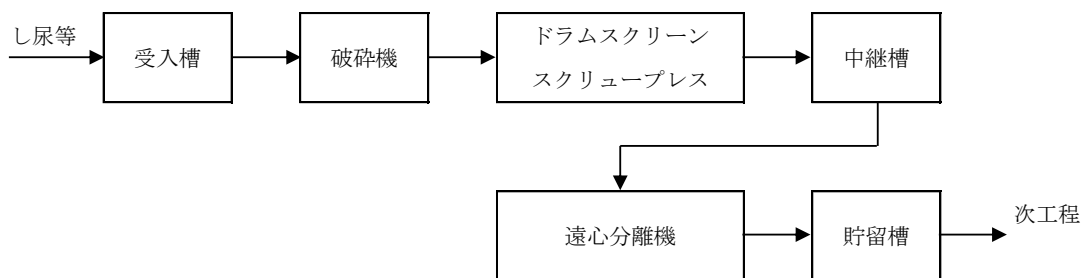 し尿等
受入槽
破砕機
ドラムスクリーン
スクリュープレス
中継槽
遠心分離機
貯留槽
次工程